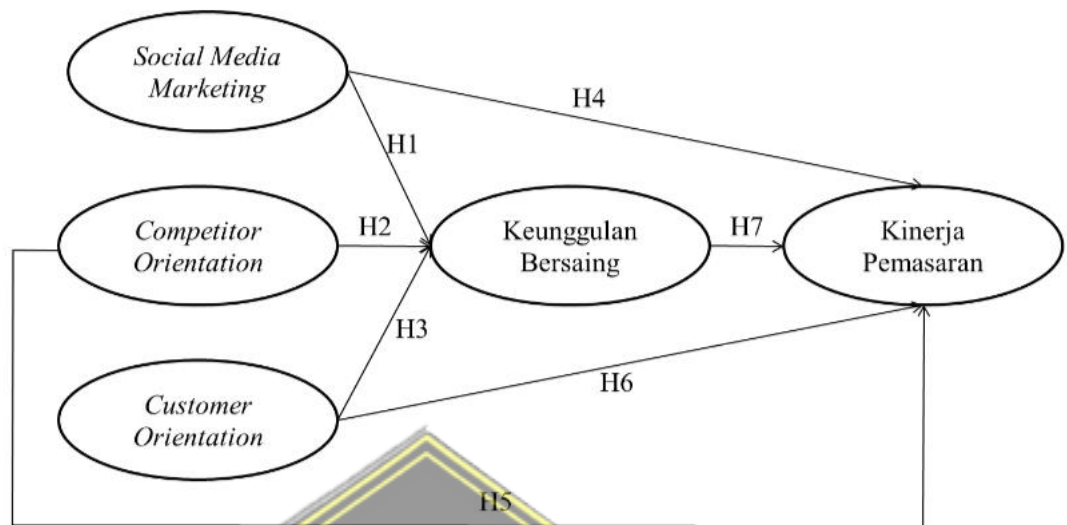 Social Media
Marketing
H4
H1
Competitor
Orientation
H2
Keunggulan
Bersaing
H7
Kinerja
Pemasaran
H3
H6
Customer
Orientation
H5